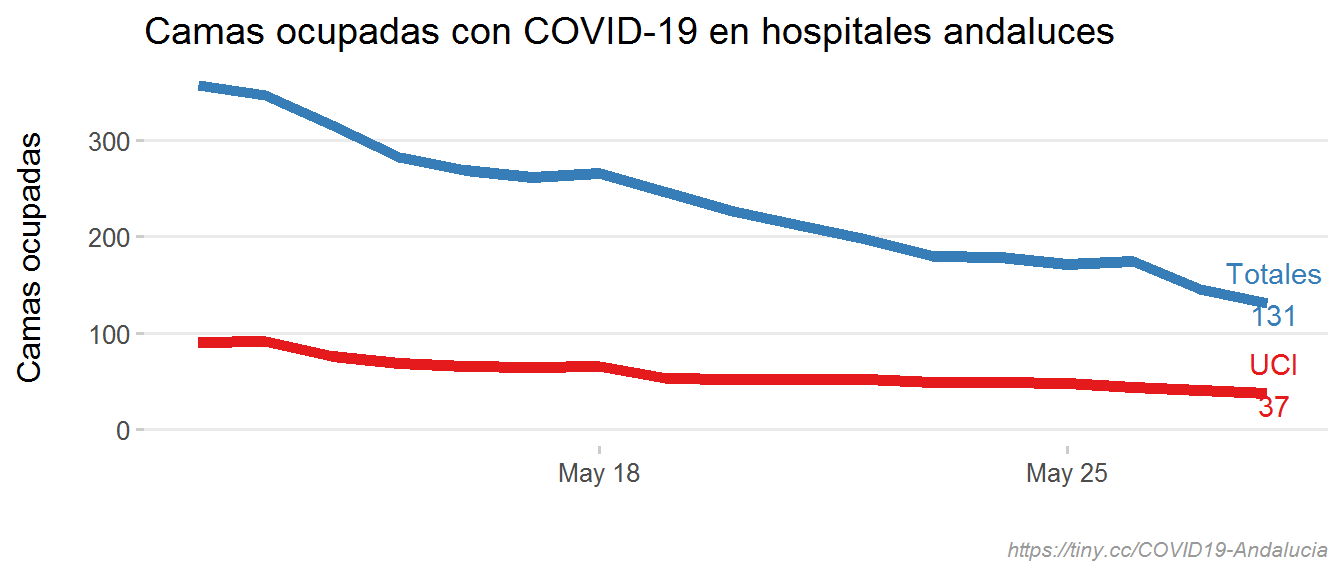 Camas ocupadas con COVID-19 en hospitales andaluces
Camas ocupadas
300
200
100
0
Totales
131
UCI
37
May 18
May 25
https://tiny.cc/COVID19-Andalucia